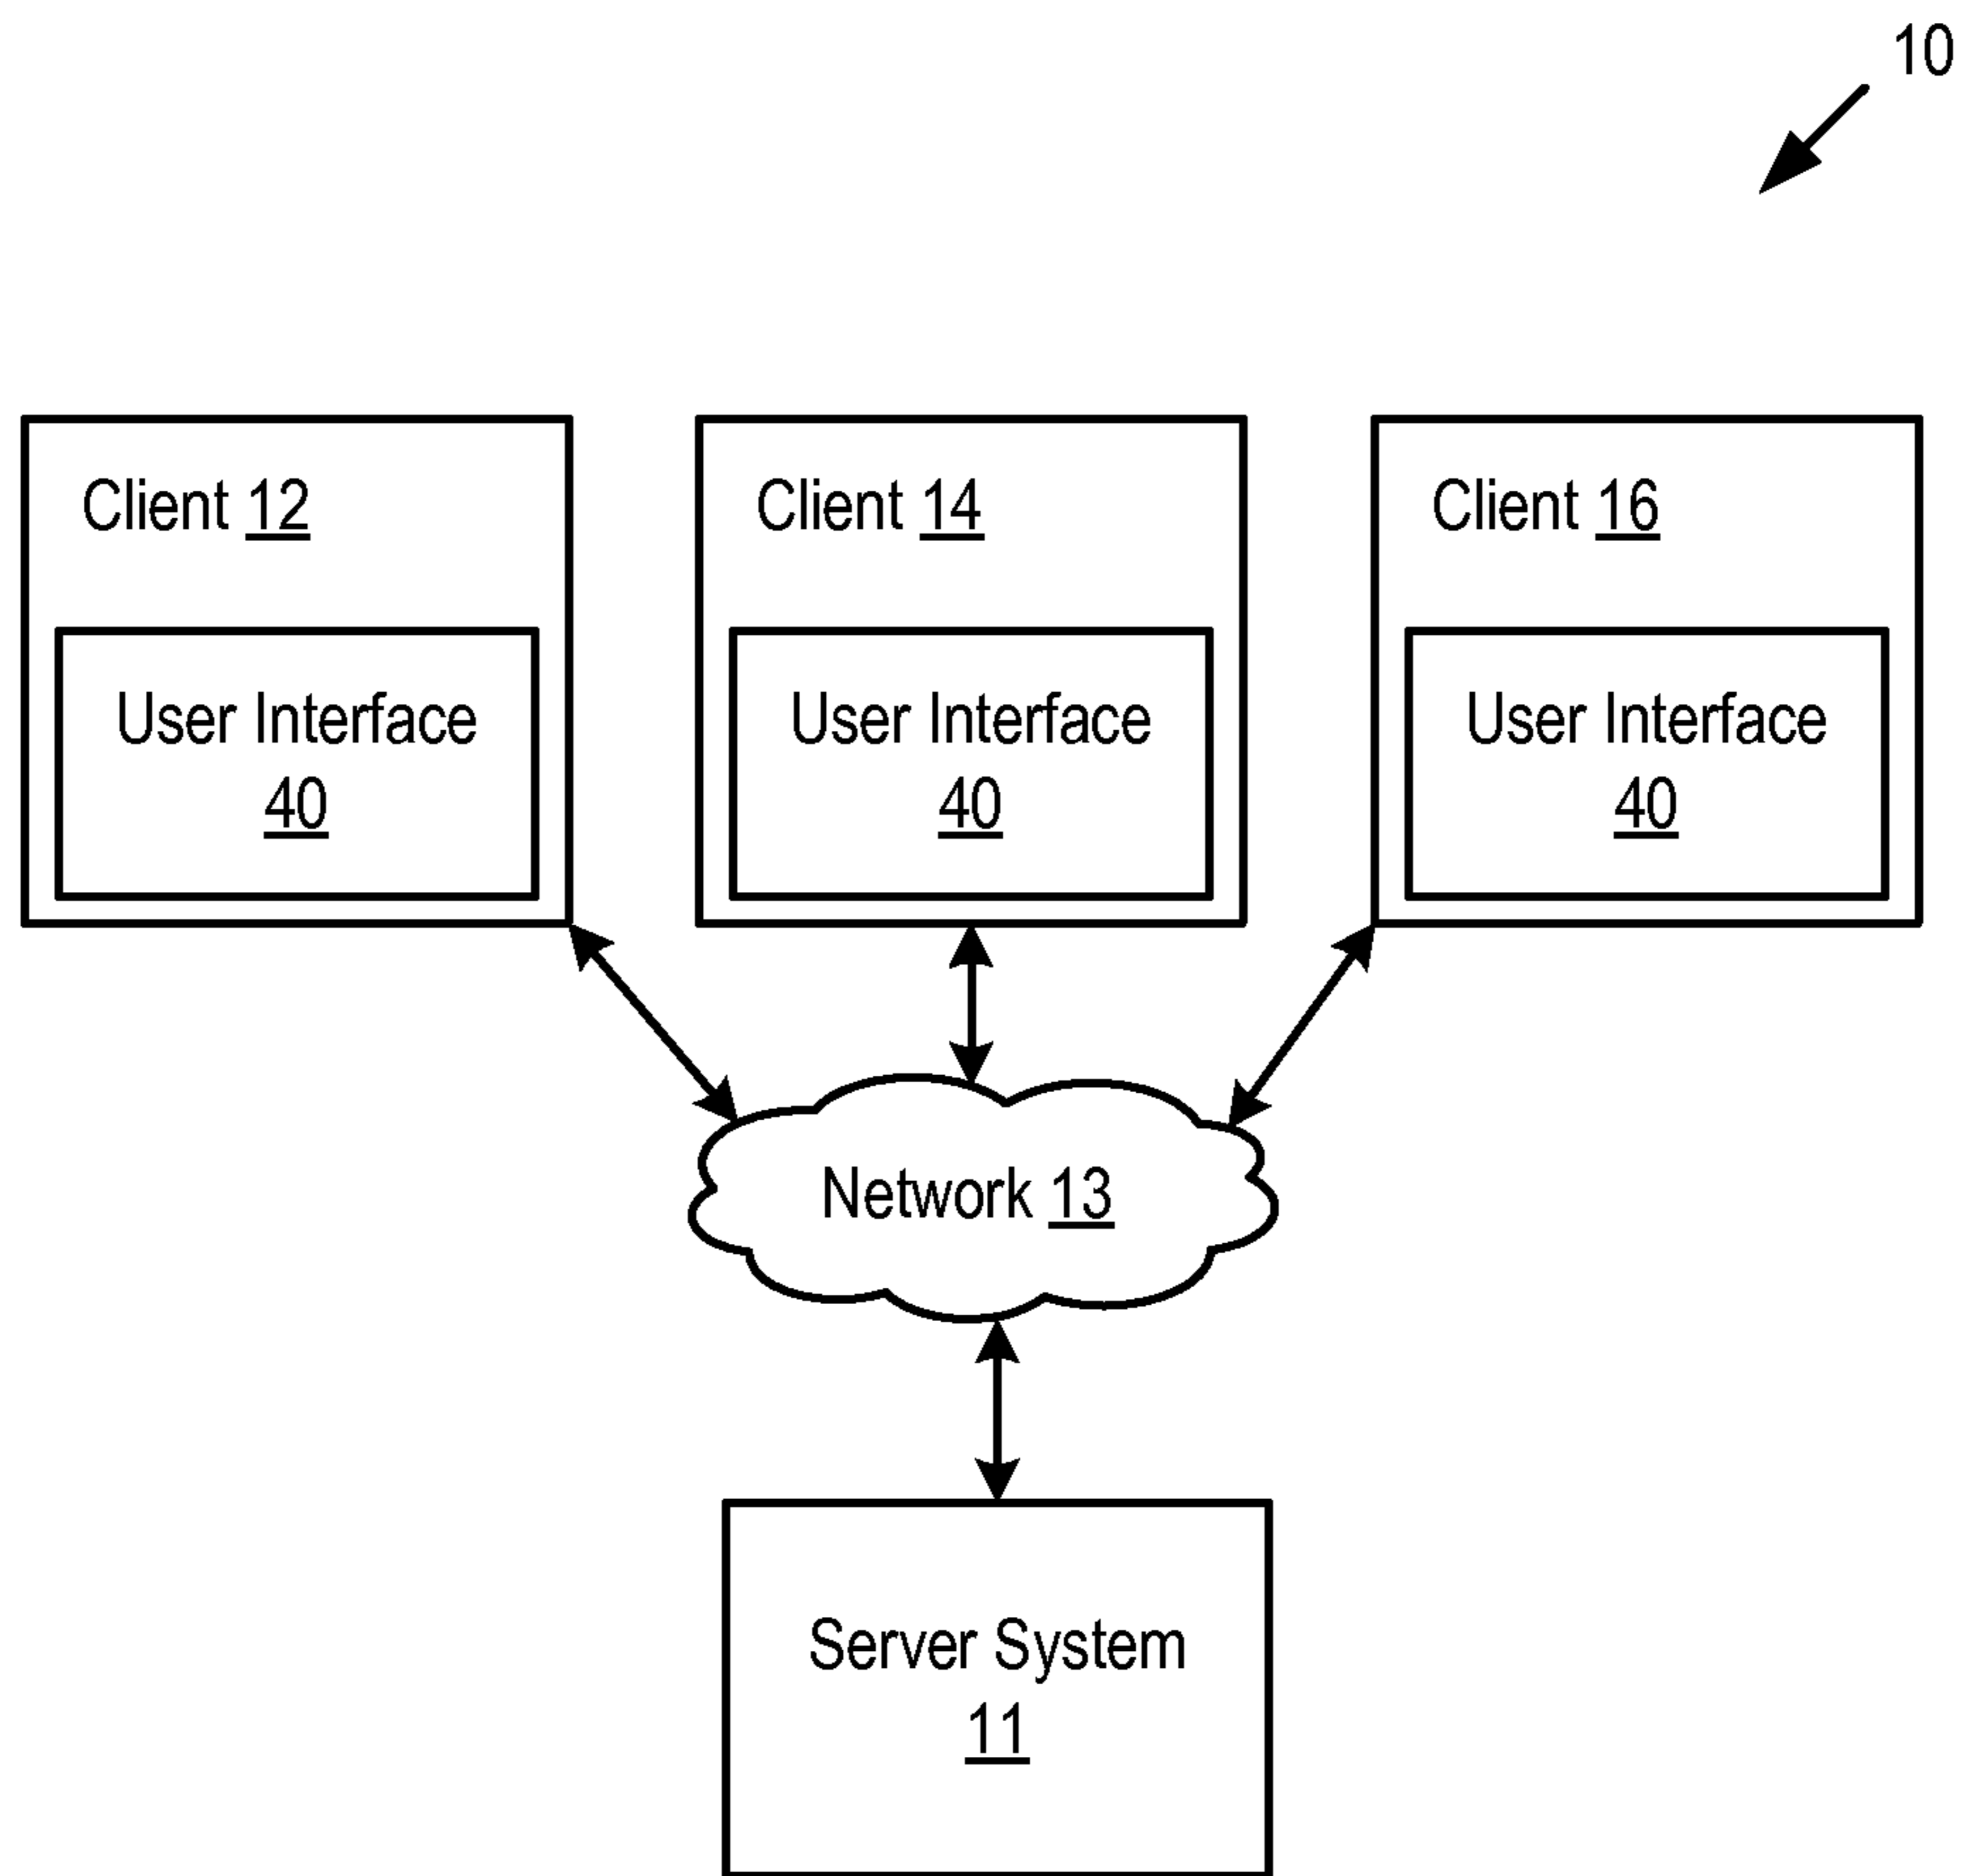 10
Client 12
Client 14
Client 16
User Interface
40
User Interface
40
User Interface
40
Network 13
Server System
11